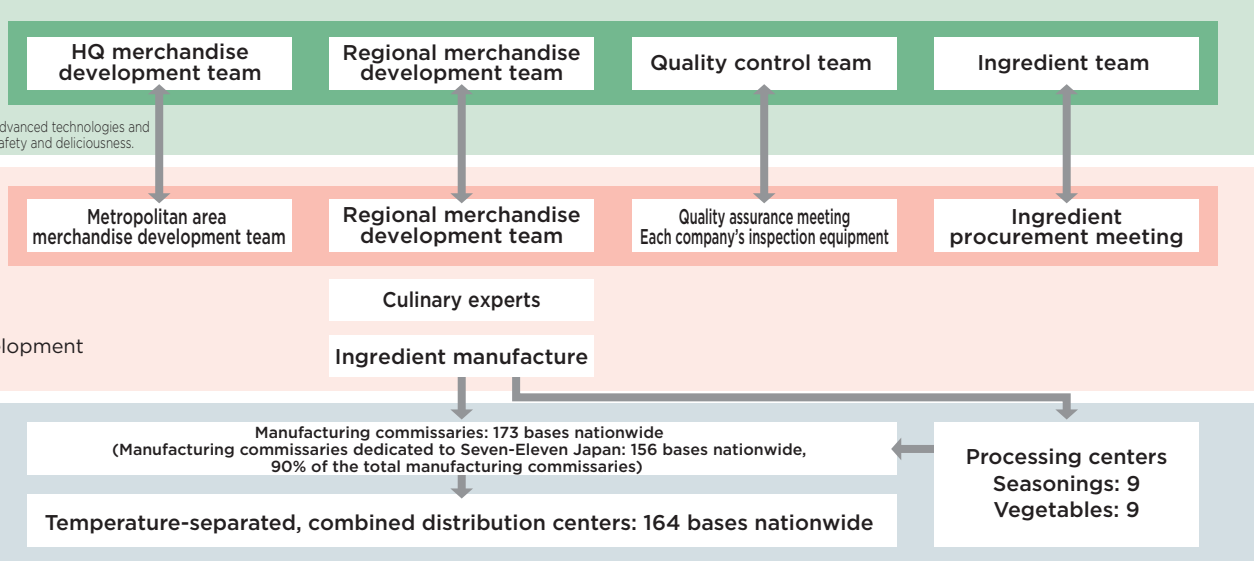 HQ merchandise
development team
Regional merchandise
development team
Quality control team
Ingredient team
dvanced technologies and
afety and deliciousness.
Metropolitan area
merchandise development team
Regional merchandise
development team
Quality assurance meeting
Each company's inspection equipment
Ingredient
procurement meeting
Culinary experts
lopment
Ingredient manufacture
Manufacturing commissaries: 173 bases nationwide
(Manufacturing commissaries dedicated to Seven-Eleven Japan: 156 bases nationwide,
90% of the total manufacturing commissaries)
Processing centers
Seasonings: 9
Vegetables: 9
Temperature-separated, combined distribution centers: 164 bases nationwide